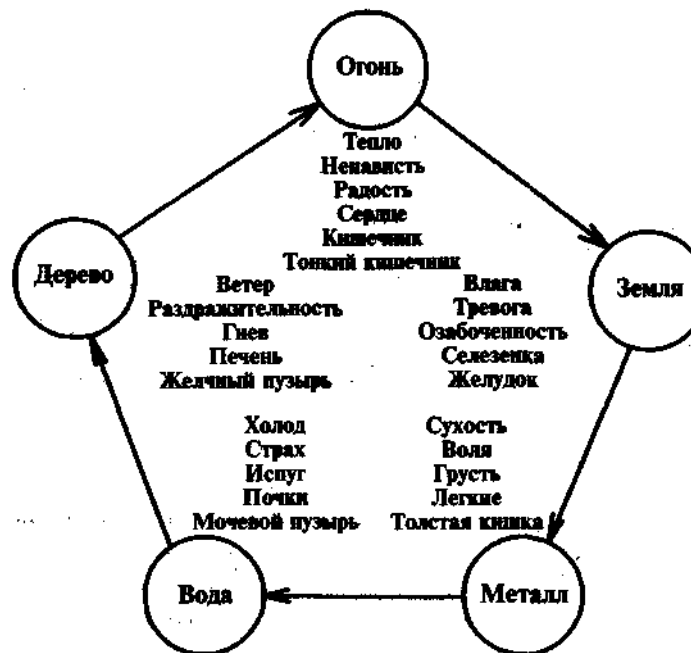 Огонь
Тепло
Ненависть
Радость
Сердце
Кишечник
Тонкий кишечник
Дерево
Ветер
Раздражительность
Гнев
Печень
Желчный пузырь
Влага
Тревога
Озабоченность
Селезенка
Желудок
Земля
Холод
Страх
Испуг
Почки
Мочевой пузырь
Сухость
Воля
Грусть
Легкие
Толстая кишка
Вода
Металл